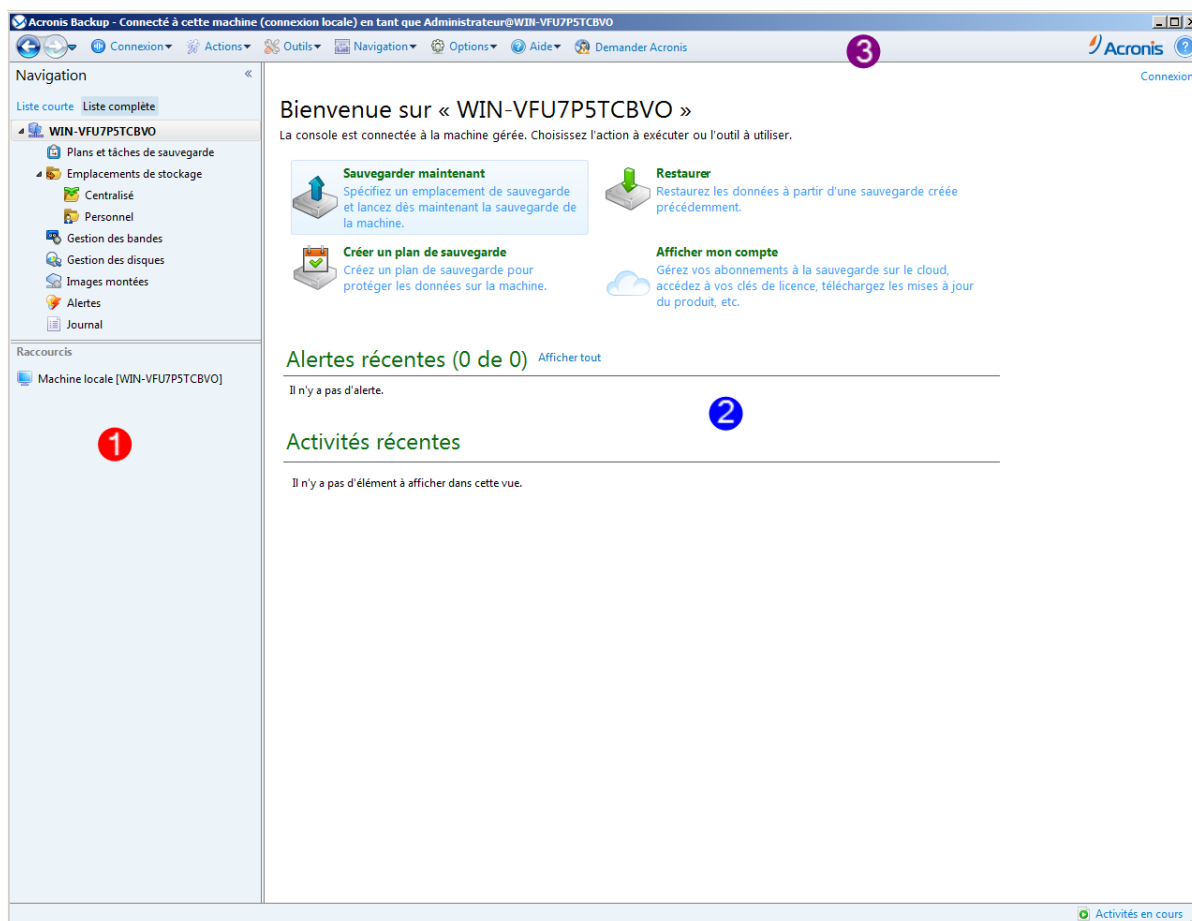 Acronis Backup - Connecté à cette machine (connexion locale) en tant que Administrateur@WIN-VFU7P5TCBVO
Connexion Actions Outils Navigation Options Aide Demander Acronis 3 Acronis ?
Navigation «
Connexion
Liste courte Liste complète
WIN-VFU7P5TCBVO
Plans et tâches de sauvegarde
Emplacements de stockage
Centralisé
Personnel
Gestion des bandes
Gestion des disques
Images montées
Alertes
Journal
Raccourcis
Machine locale [WIN-VFU7P5TCBVO]
1
Bienvenue sur « WIN-VFU7P5TCBVO »
La console est connectée à la machine gérée. Choisissez l'action à exécuter ou l'outil à utiliser.
Sauvegarder maintenant
Spécifiez un emplacement de sauvegarde
et lancez dès maintenant la sauvegarde de
la machine.
Restaurer
Restaurez les données à partir d'une sauvegarde créée
précédemment.
Créer un plan de sauvegarde
Créez un plan de sauvegarde pour
protéger les données sur la machine.
Afficher mon compte
Gérez vos abonnements à la sauvegarde sur le cloud,
accédez à vos clés de licence, téléchargez les mises à jour
du produit, etc.
Alertes récentes (0 de 0) Afficher tout
Il n'y a pas d'alerte.
2
Activités récentes
Il n'y a pas d'élément à afficher dans cette vue.
Activités en cours